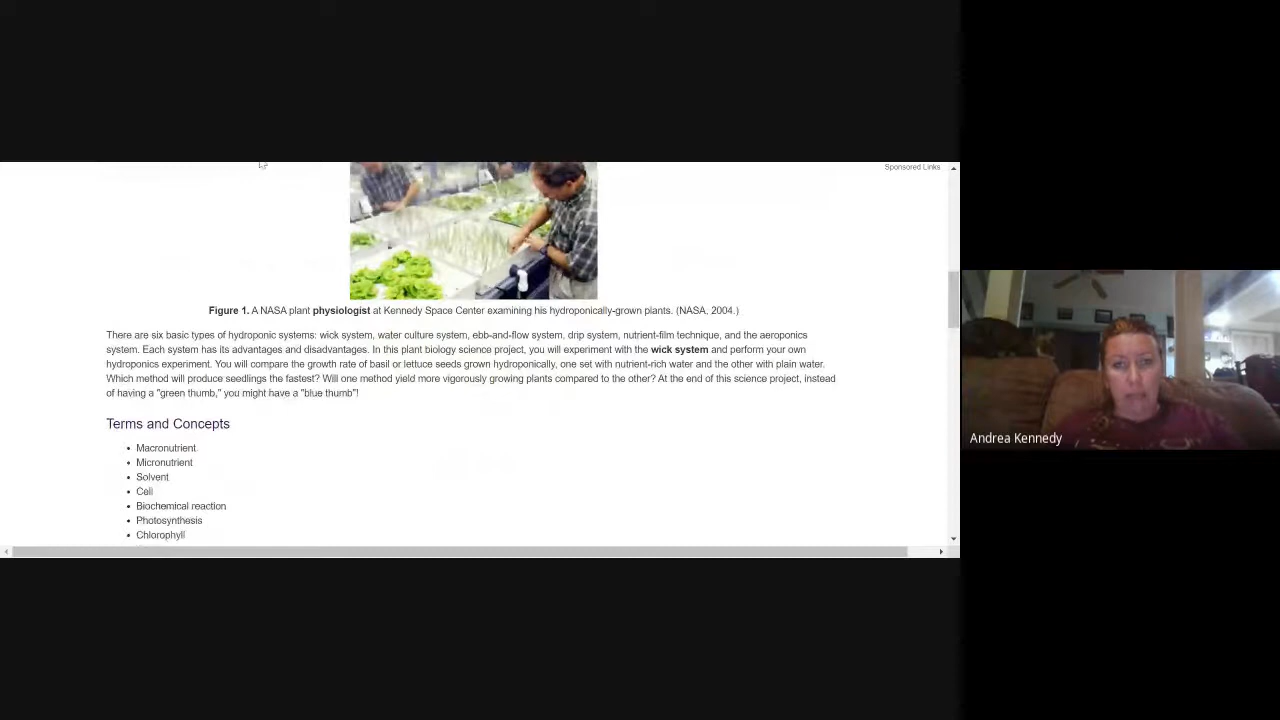 Sponsored Links
Figure 1. A NASA plant physiologist at Kennedy Space Center examining his hydroponically-grown plants. (NASA, 2004.)
There are six basic types of hydroponic systems: wick system, water culture system, ebb-and-flow system, drip system, nutrient-film technique, and the aeroponics
system. Each system has its advantages and disadvantages. In this plant biology science project, you will experiment with the wick system and perform your own
hydroponics experiment. You will compare the growth rate of basil or lettuce seeds grown hydroponically, one set with nutrient-rich water and the other with plain water.
Which method will produce seedlings the fastest? Will one method yield more vigorously growing plants compared to the other? At the end of this science project, instead
of having a "green thumb," you might have a "blue thumb"!
Terms and Concepts
Macronutrient
Micronutrient
Solvent
Cell
Biochemical reaction
Photosynthesis
Chlorophyll
Andrea Kennedy